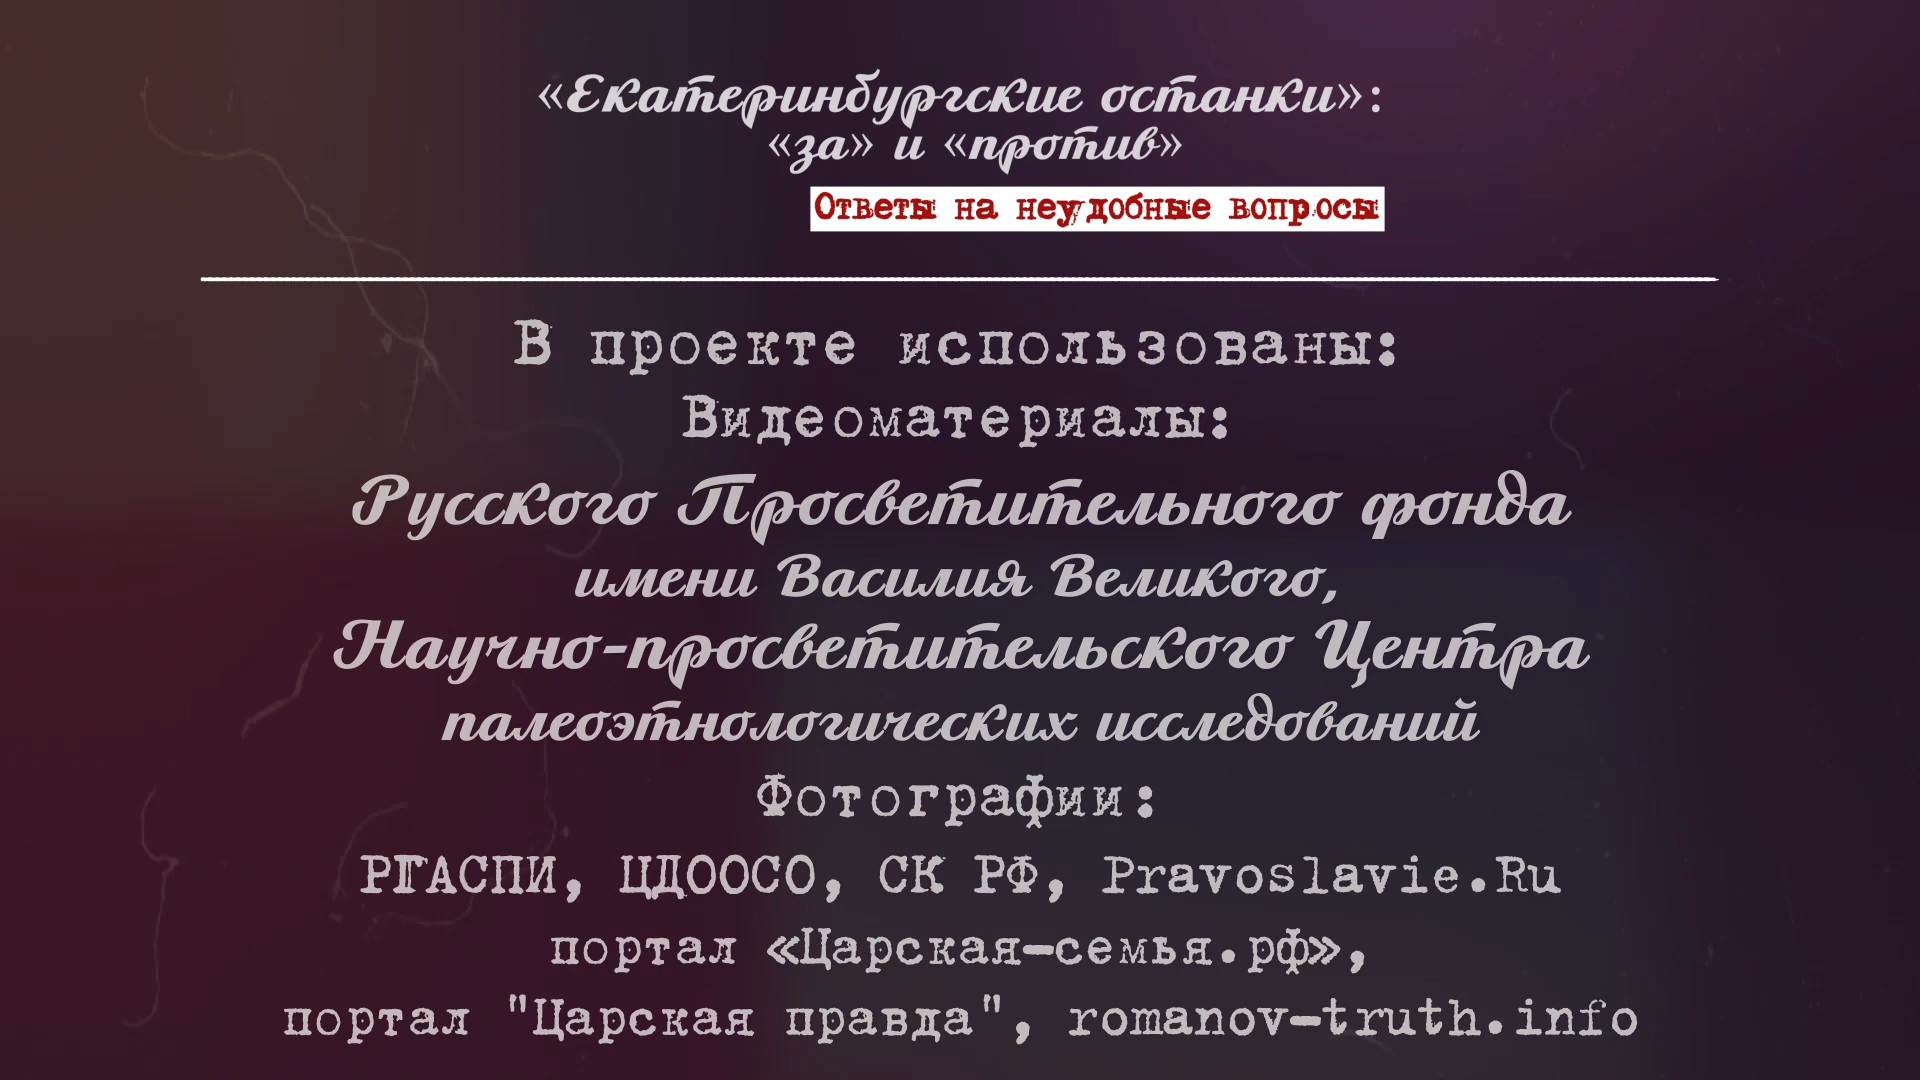 «Екатеринбургские останки»:
«за» и «против»
Ответы на неудобные вопросы
В проекте использованы:
Видеоматериалы:
Русского Просветительного фонда
имени Василия Великого,
Научно-просветительского Центра
палеоэтнологических исследований
Фотографии:
РГАСПИ, ЦДООСО, СК РФ, Pravoslavie.Ru
портал «Царская-семья.рф»,
портал "Царская правда", romanov-truth.info